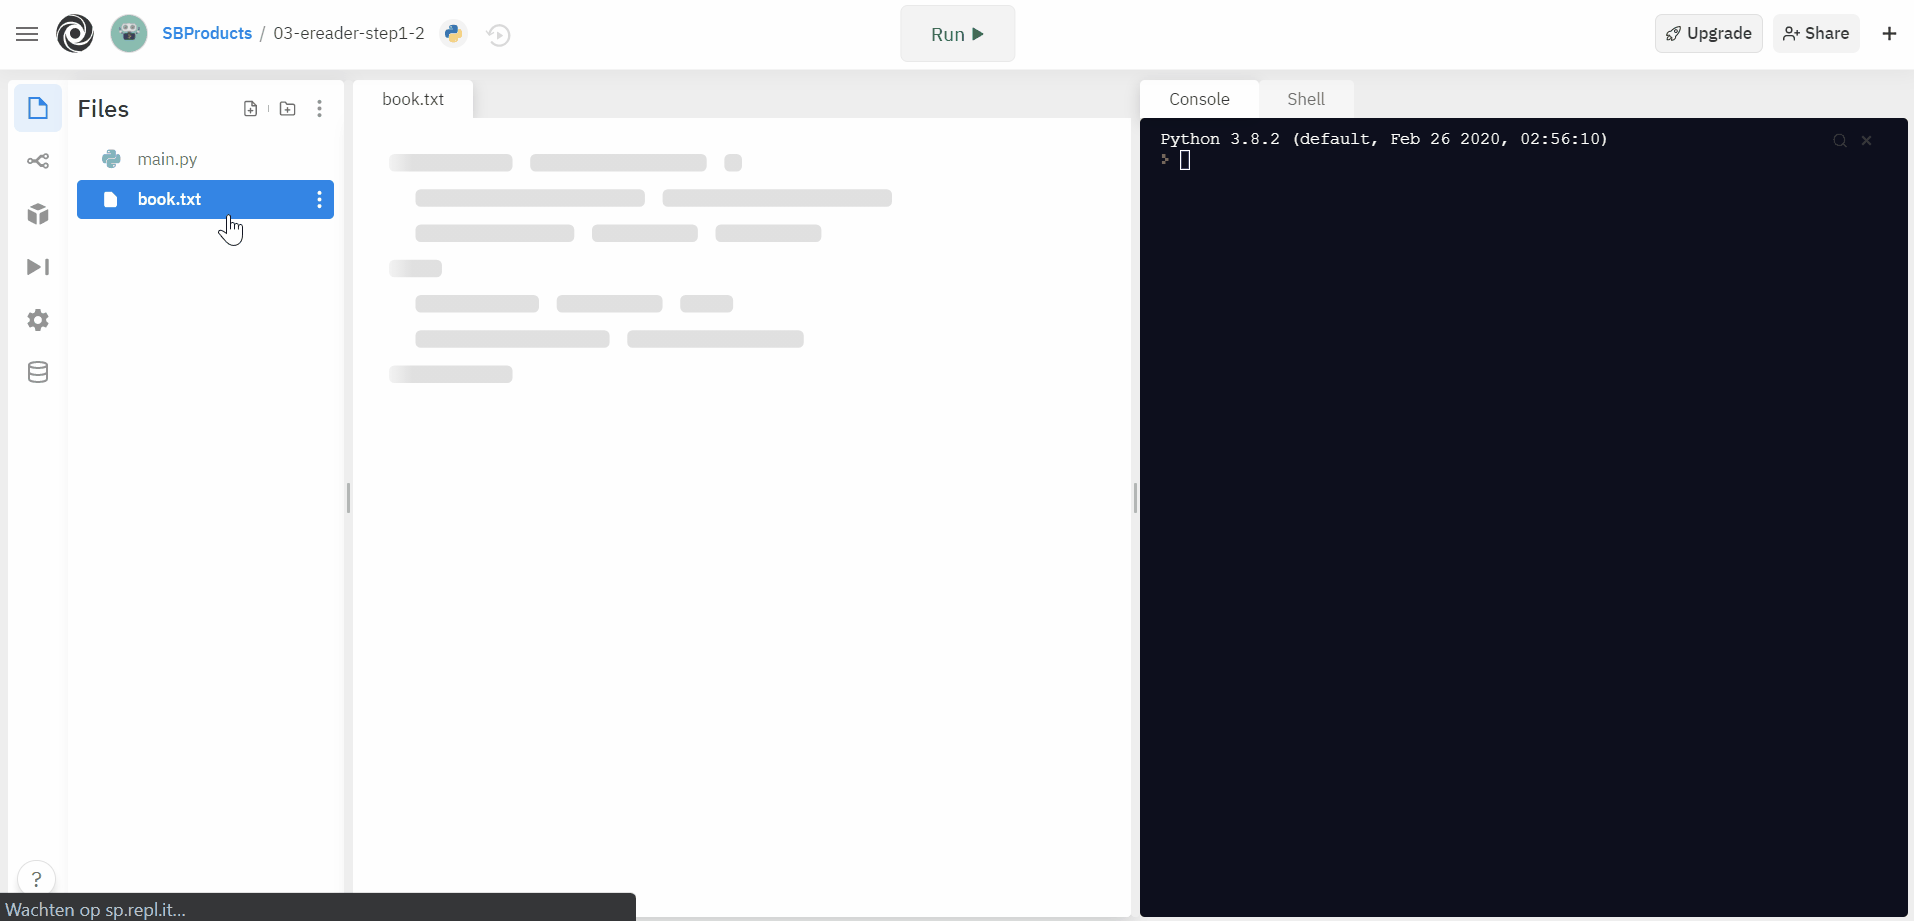 SBProducts / 03-ereader-step1-2
Run
Upgrade
Share
Files
main.py
book.txt
book.txt
Console
Shell
Python 3.8.2 (default, Feb 26 2020, 02:56:10)
?
Wachten op sp.repl.it...